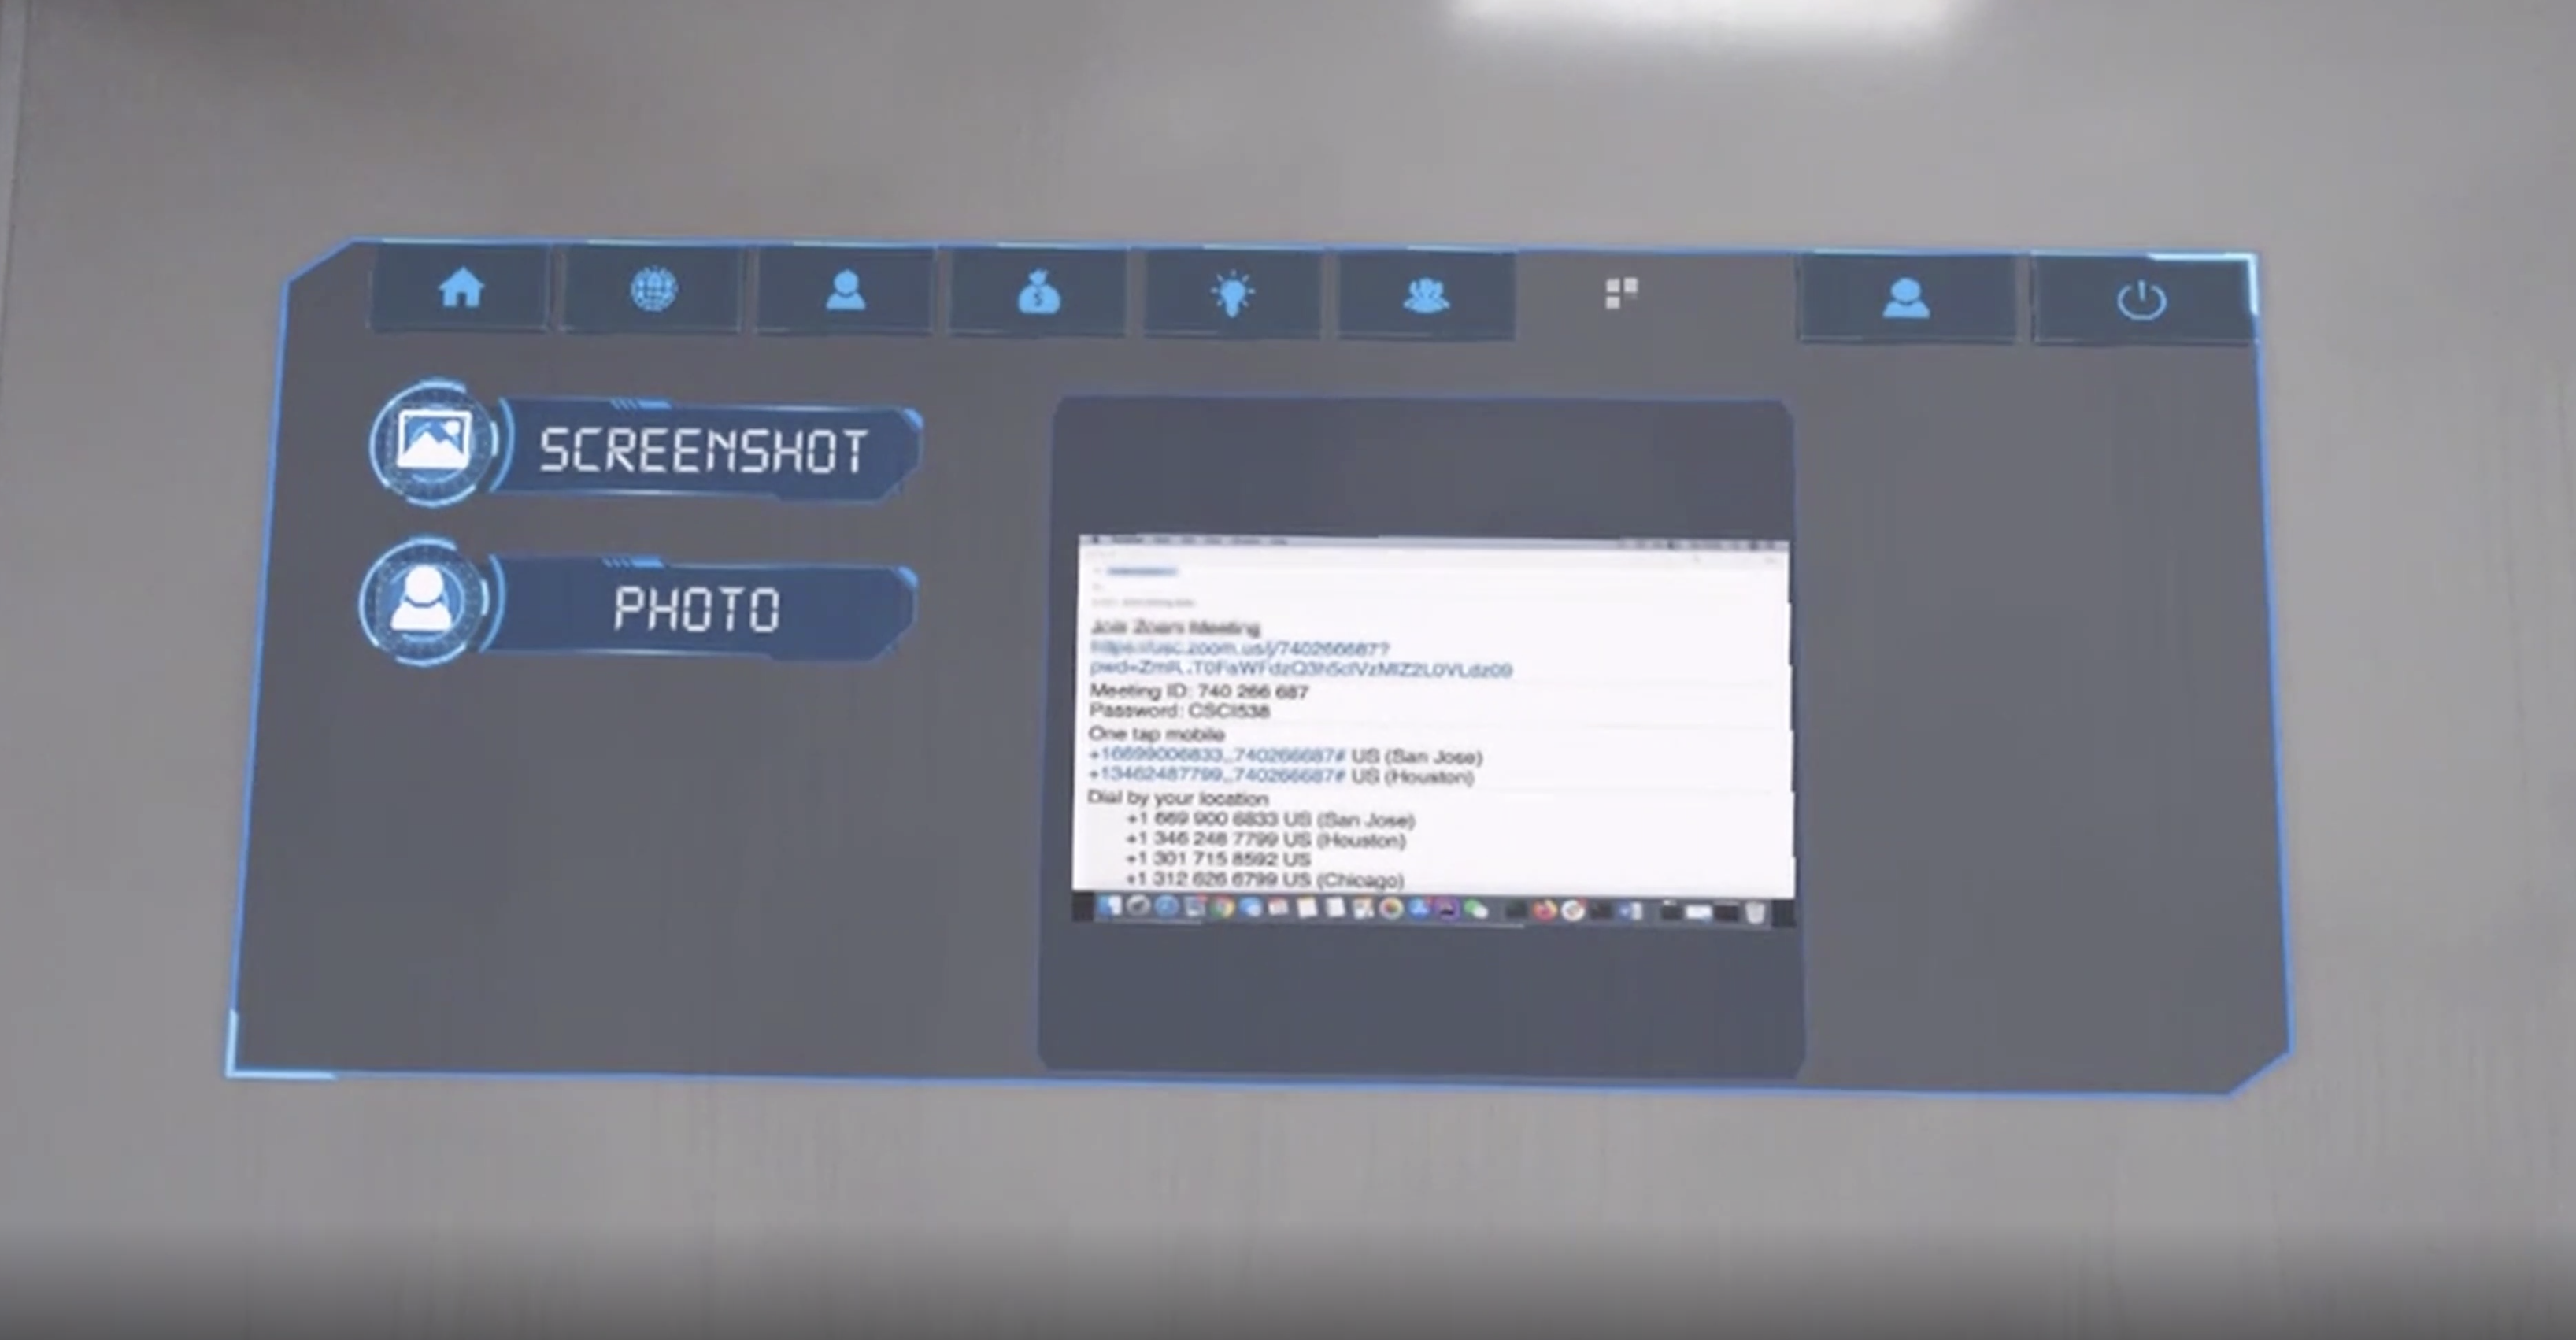 SCREENSHOT
PHOTO
Join Zoom Meeting
https://usc.zoom.us/j/740266687?
Meeting ID: 740 266 687
Password: CSCI538
One tap mobile
+16699006833,,740266687# US (San Jose)
+13462487799,,740266687# US (Houston)
Dial by your location
+1 669 900 6833 US (San Jose)
+1 346 248 7799 US (Houston)
+1 301 715 8592 US
+1 312 626 6799 US (Chicago)